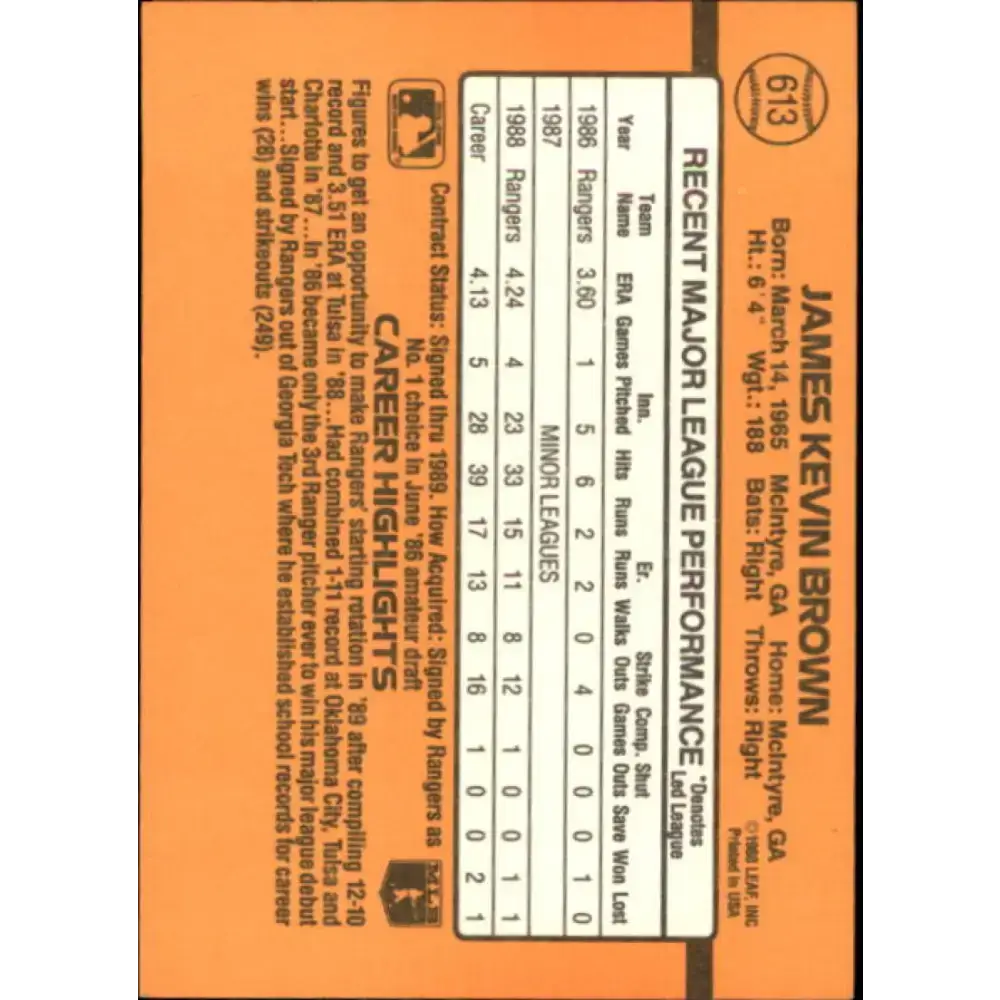 613
JAMES KEVIN BROWN
Born: March 14, 1965 McIntyre, GA Home: McIntyre, GA
Ht.: 6' 4" Wgt.: 188 Bats: Right Throws: Right
© 1988 LEAF, INC
Printed in USA
RECENT MAJOR LEAGUE PERFORMANCE *Denotes Led League
Team Inn. Er. Strike Comp. Shut
Year Name ERA Games Pitched Hits Runs Runs Walks Outs Games Outs Save Won Lost
1986 Rangers 3.60 1 5 6 2 2 0 4 0 0 0 1 0
1987 MINOR LEAGUES
1988 Rangers 4.24 4 23 33 15 11 8 12 1 0 0 1 1
Career 4.13 5 28 39 17 13 8 16 1 0 0 2 1
Contract Status: Signed thru 1989. How Acquired: Signed by Rangers as
No. 1 choice in June '86 amateur draft
MLB
CAREER HIGHLIGHTS
Figures to get an opportunity to make Rangers' starting rotation in '89 after compiling 12-10
record and 3.51 ERA at Tulsa in '88...Had combined 1-11 record at Oklahoma City, Tulsa and
Charlotte in '87...In '86 became only the 3rd Ranger pitcher ever to win his major league debut
start...Signed by Rangers out of Georgia Tech where he established school records for career
wins (28) and strikeouts (249).